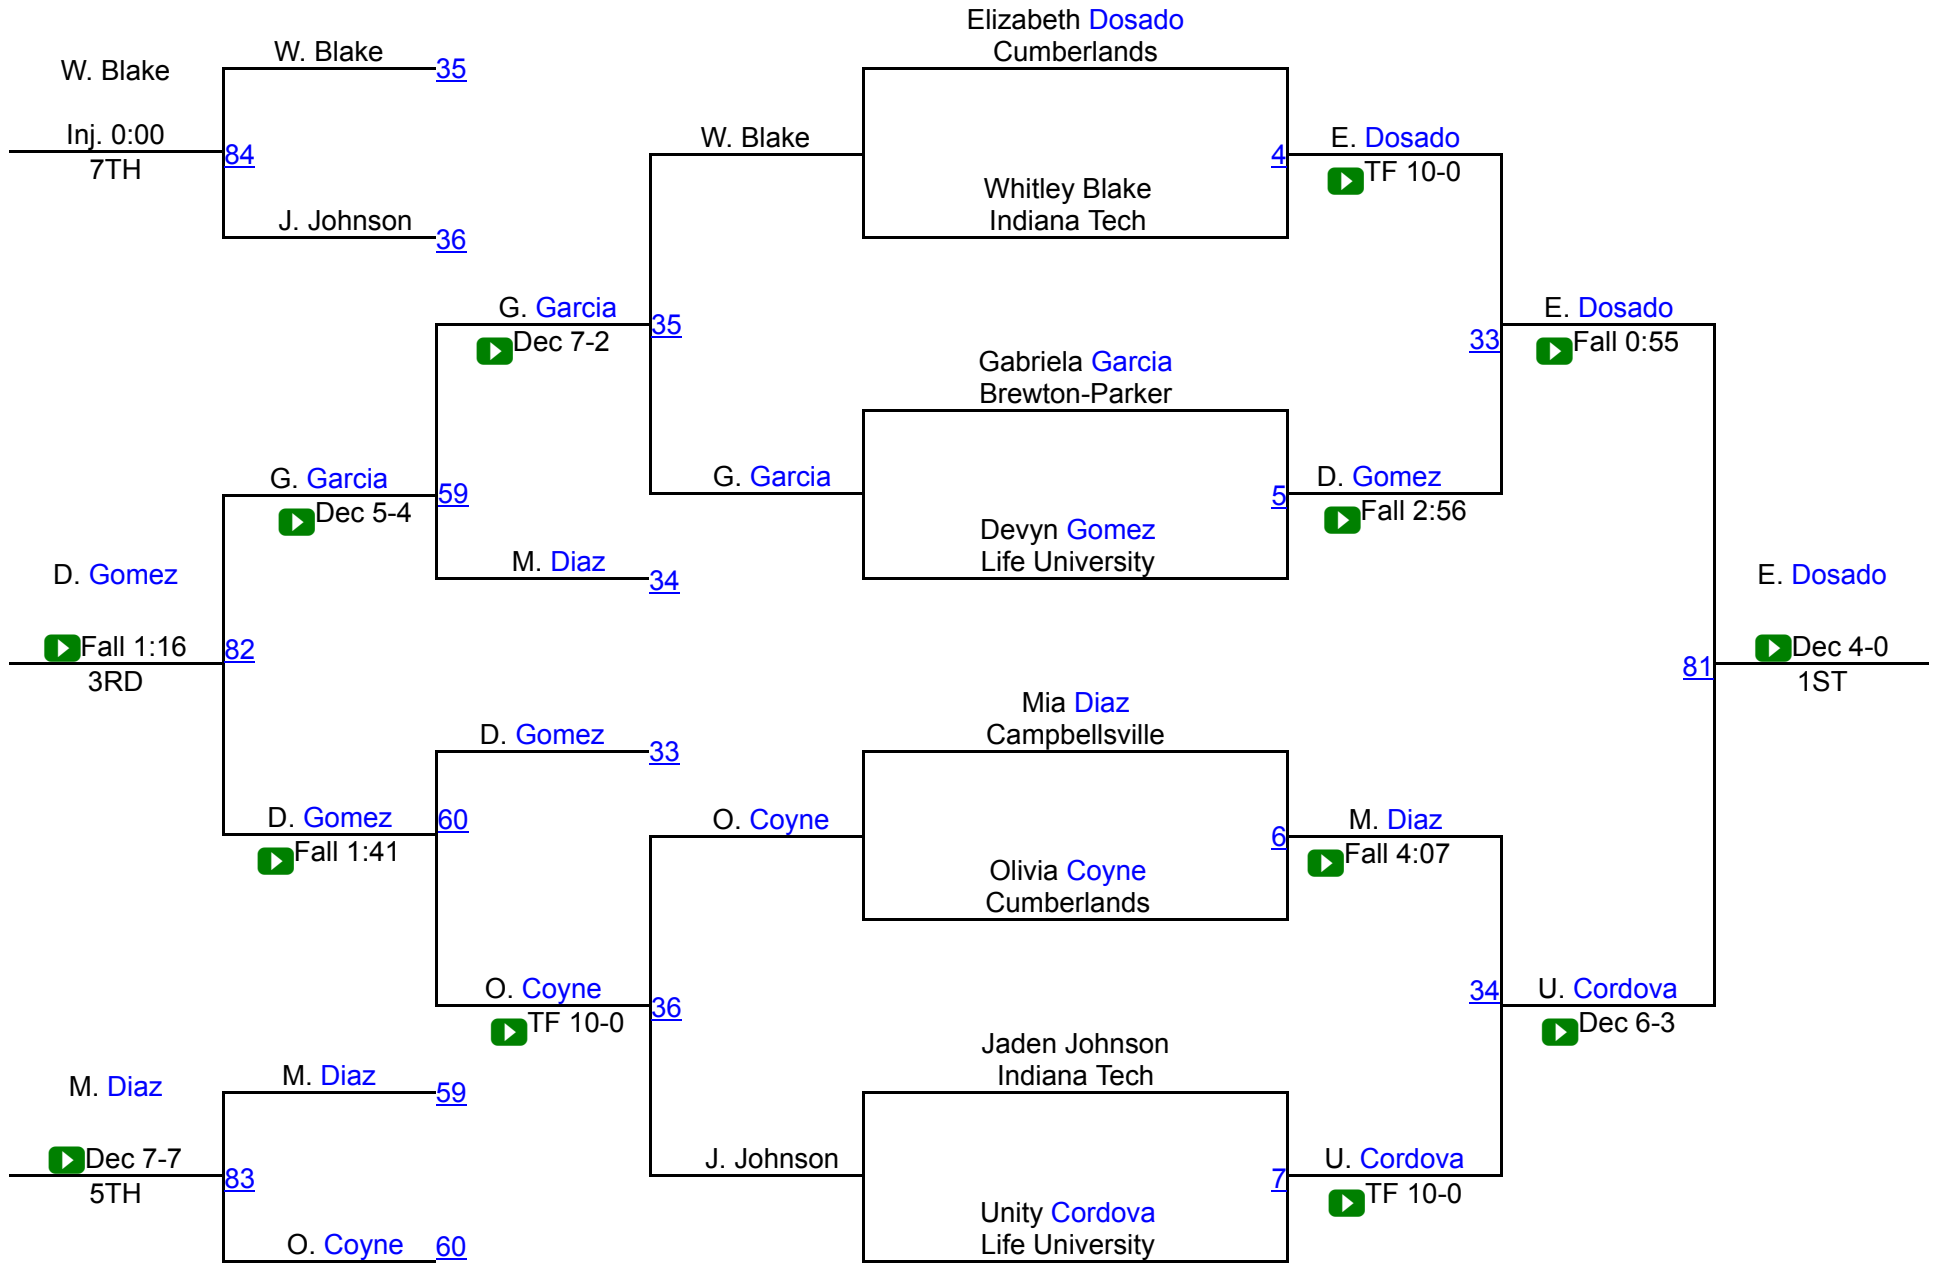 Elizabeth Dosado
Cumberlands
W. Blake
W. Blake
35
Inj. 0:00
7TH
84
J. Johnson
36
W. Blake
Whitley Blake
Indiana Tech
4
E. Dosado
TF 10-0
G. Garcia
Dec 7-2
35
Gabriela Garcia
Brewton-Parker
33
E. Dosado
Fall 0:55
G. Garcia
Dec 5-4
59
G. Garcia
5
D. Gomez
Fall 2:56
Devyn Gomez
Life University
M. Diaz
34
D. Gomez
Fall 1:16
3RD
82
E. Dosado
Dec 4-0
1ST
81
Mia Diaz
Campbellsville
D. Gomez
33
D. Gomez
Fall 1:41
60
O. Coyne
6
M. Diaz
Fall 4:07
Olivia Coyne
Cumberlands
O. Coyne
TF 10-0
36
34
U. Cordova
Dec 6-3
Jaden Johnson
Indiana Tech
M. Diaz
M. Diaz
59
Dec 7-7
5TH
83
O. Coyne
60
J. Johnson
7
U. Cordova
TF 10-0
Unity Cordova
Life University